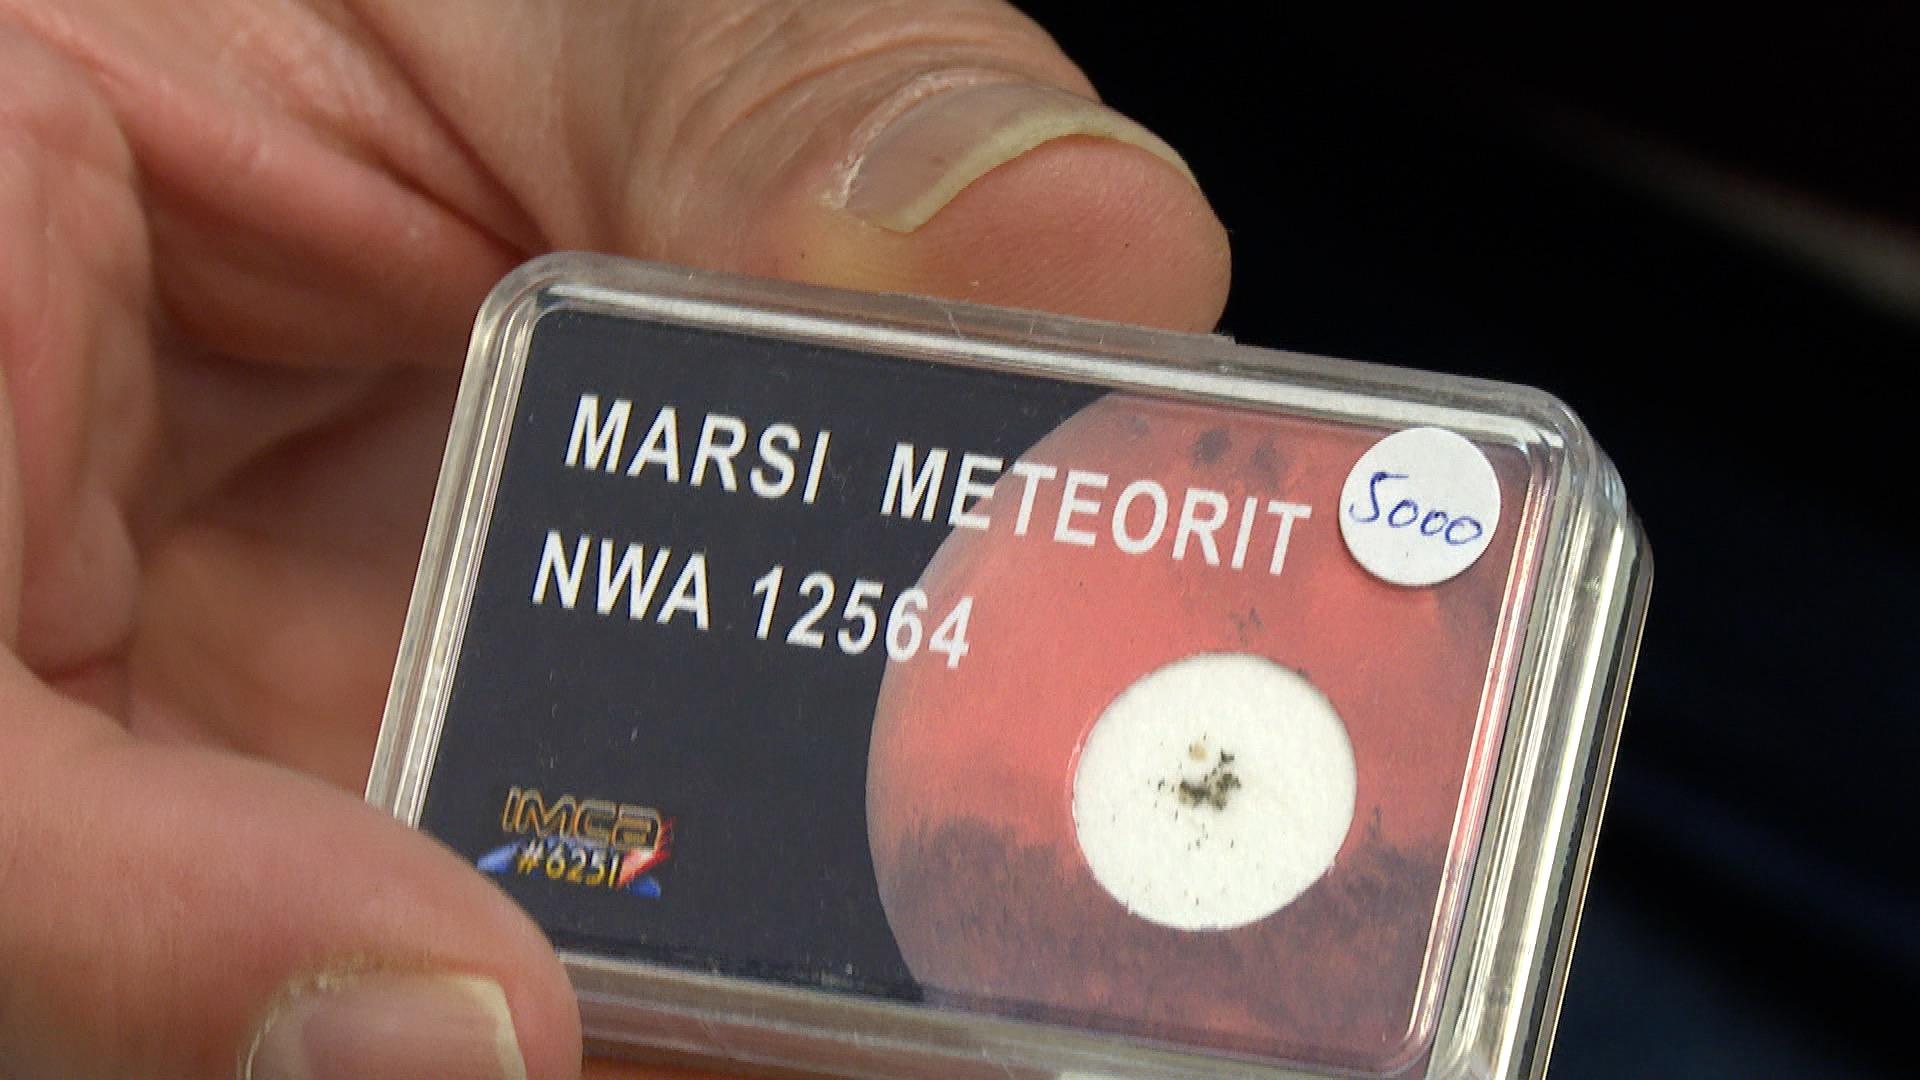 MARSI METEORIT
5000
NWA 12564
IMCA
#6251